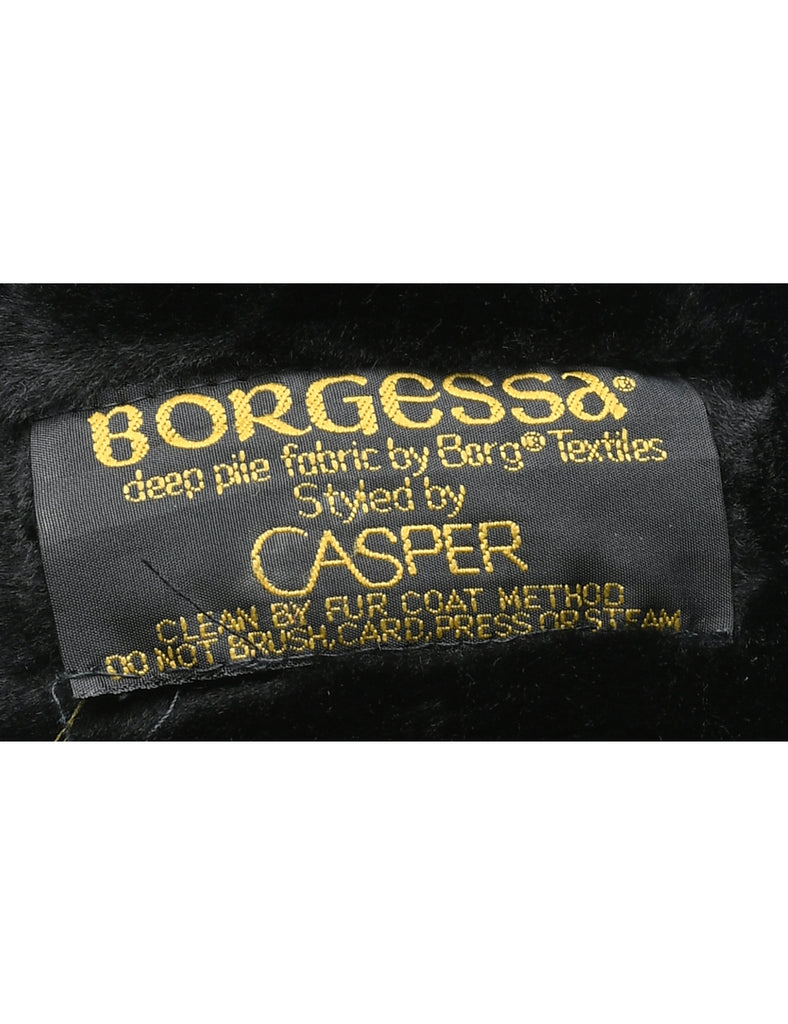 BORGESSA®
deep pile fabric by Borg® Textiles
Styled by
CASPER
CLEAN BY FUR COAT METHOD
DO NOT BRUSH, CARD, PRESS OR STEAM